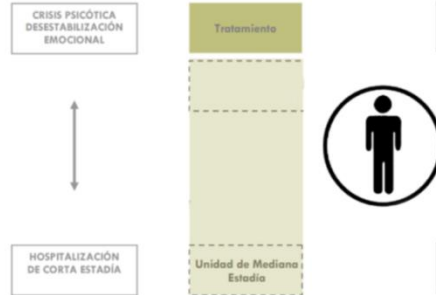 CRISIS PSICÓTICA
DESESTABILIZACIÓN
EMOCIONAL
Tratamiento
HOSPITALIZACIÓN
DE CORTA ESTADÍA
Unidad de Mediana
Estadía